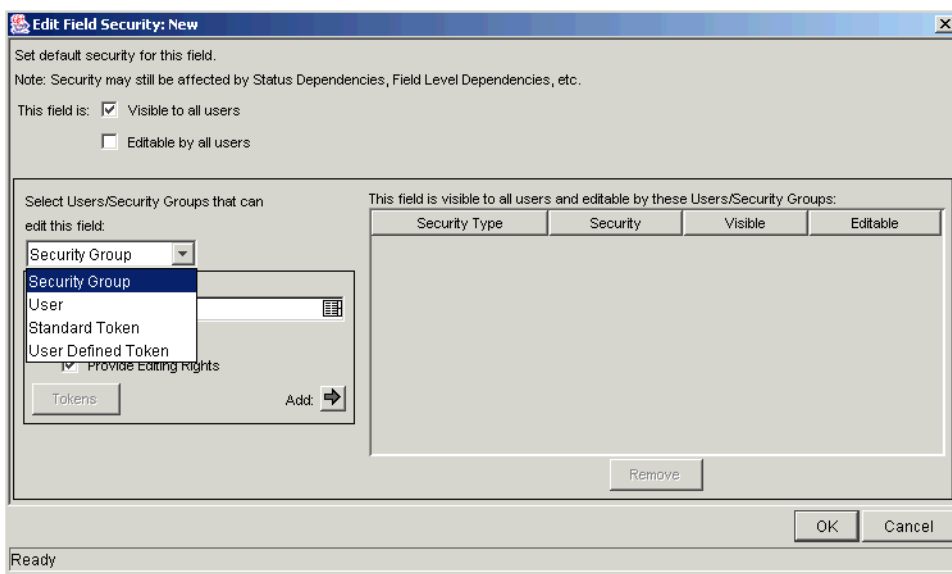 Edit Field Security: New
Set default security for this field.
Note: Security may still be affected by Status Dependencies, Field Level Dependencies, etc.
This field is: Visible to all users
Editable by all users
Select Users/Security Groups that can
edit this field:
Security Group
Security Group
User
Standard Token
User Defined Token
Provide Editing Rights
Tokens
Add:
This field is visible to all users and editable by these Users/Security Groups:
Security Type Security Visible Editable
Remove
OK Cancel
Ready